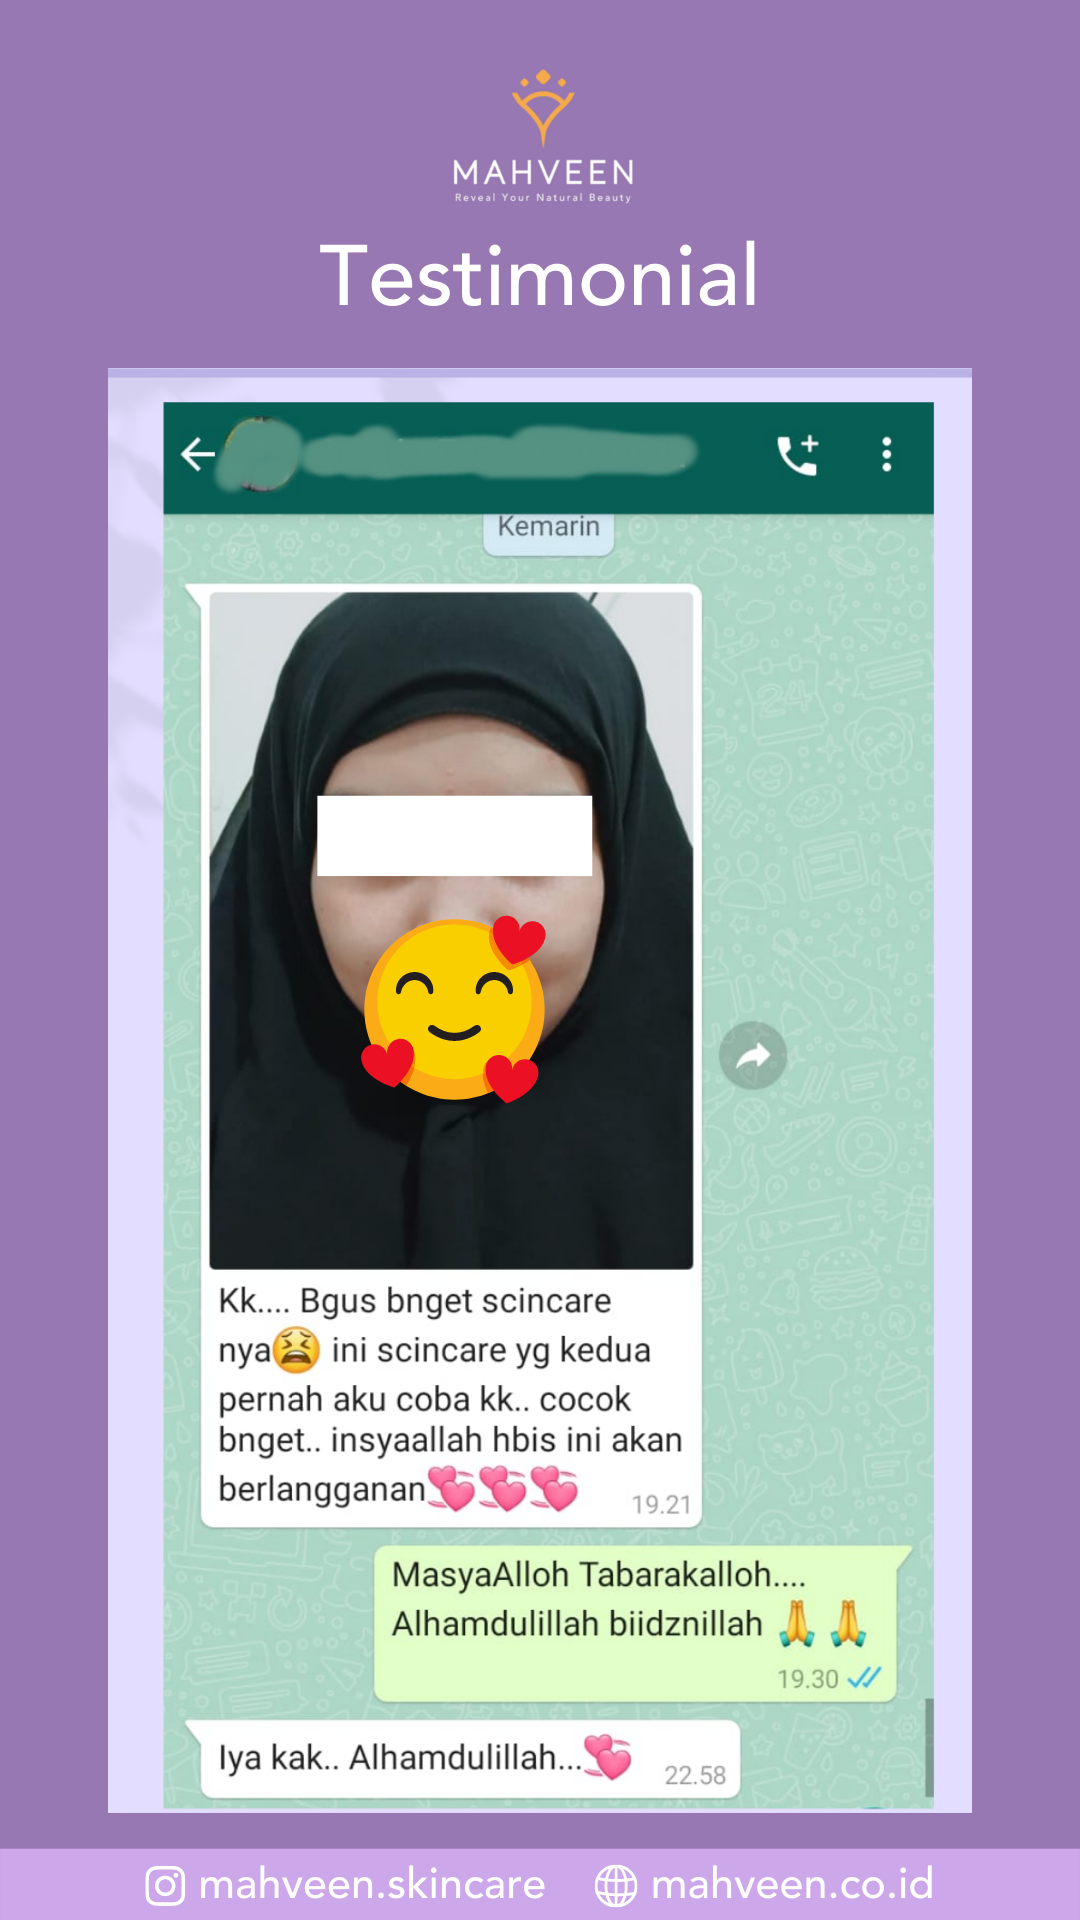 MAHVEEN
Reveal Your Natural Beauty
Testimonial
Kemarin
Kk.... Bgus bnget scincare
nya😫 ini scincare yg kedua
pernah aku coba kk.. cocok
bnget.. insyaallah hbis ini akan
berlangganan💞💞💞 19.21
MasyaAlloh Tabarakalloh....
Alhamdulillah biidznillah 🙏 🙏
19.30
Iya kak.. Alhamdulillah...💞 22.58
mahveen.skincare mahveen.co.id